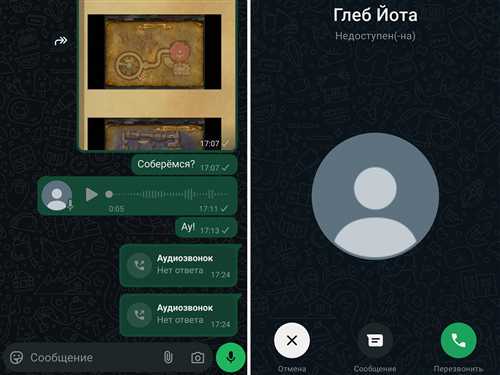 17:07
Соберёмся?
17:07
0:05
17:11
Ау!
17:13
Аудиозвонок
Нет ответа
17:24
Аудиозвонок
Нет ответа
17:24
Сообщение
Глеб Йота
Недоступен(-на)
Отмена
Сообщение
Перезвонить